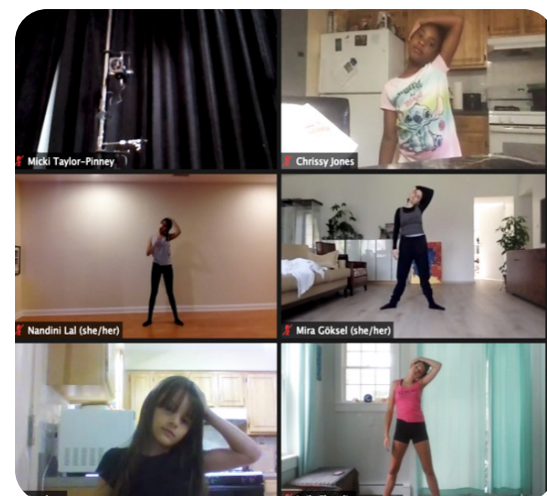 Micki Taylor-Pinney
Chrissy Jones
Nandini Lal (she/her)
Mira Göksel (she/her)